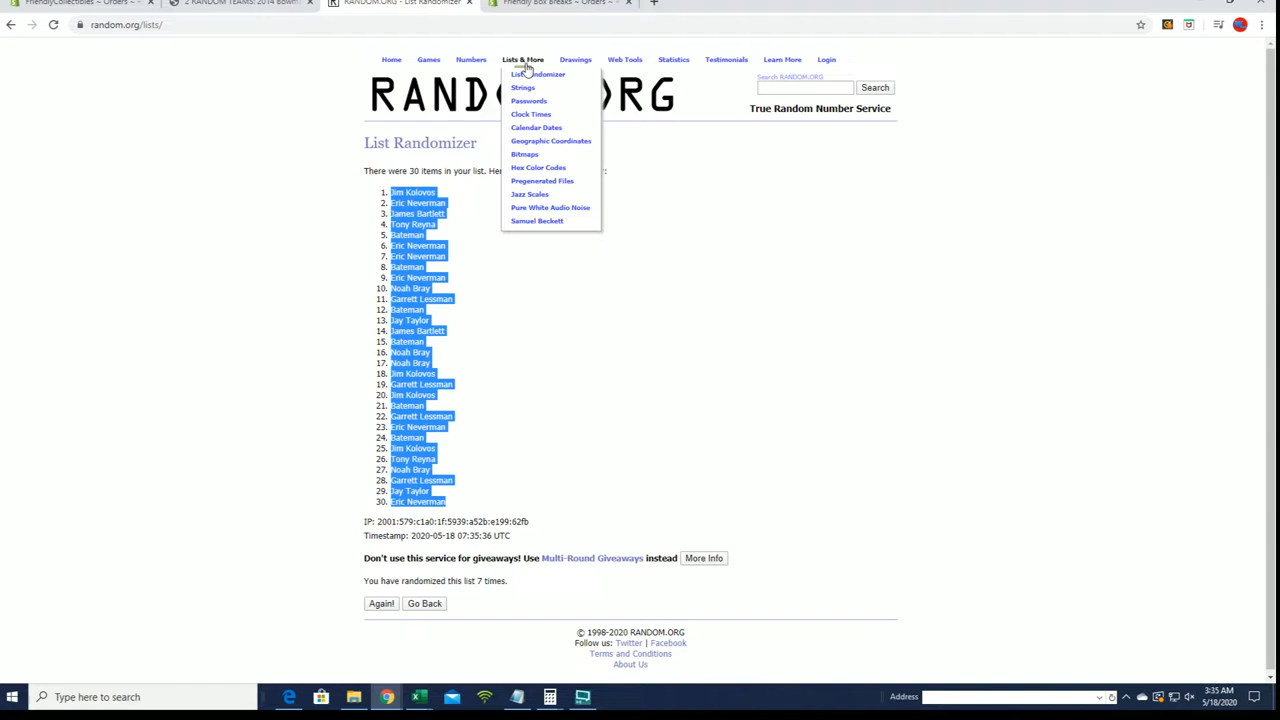 FriendlyCollectibles ~ Orders ~
2 RANDOM TEAMS: 2014 Bowm
RANDOM.ORG - List Randomizer
Friendly Box Breaks ~ Orders ~
random.org/lists/
Home Games Numbers Lists & More Drawings Web Tools Statistics Testimonials Learn More Login
Search RANDOM.ORG
Search
True Random Number Service
List Randomizer
Strings
Passwords
Clock Times
Calendar Dates
Geographic Coordinates
Bitmaps
Hex Color Codes
Pregenerated Files
Jazz Scales
Pure White Audio Noise
Samuel Beckett
List Randomizer
There were 30 items in your list. Her
1. Jim Kolovos
2. Eric Neverman
3. James Bartlett
4. Tony Reyna
5. Bateman
6. Eric Neverman
7. Eric Neverman
8. Bateman
9. Eric Neverman
10. Noah Bray
11. Garrett Lessman
12. Bateman
13. Jay Taylor
14. James Bartlett
15. Bateman
16. Noah Bray
17. Noah Bray
18. Jim Kolovos
19. Garrett Lessman
20. Jim Kolovos
21. Bateman
22. Garrett Lessman
23. Eric Neverman
24. Bateman
25. Jim Kolovos
26. Tony Reyna
27. Noah Bray
28. Garrett Lessman
29. Jay Taylor
30. Eric Neverman
IP: 2001:579:c1a0:1f:5939:a52b:e199:62fb
Timestamp: 2020-05-18 07:35:36 UTC
Don't use this service for giveaways! Use Multi-Round Giveaways instead More Info
You have randomized this list 7 times.
Again! Go Back
© 1998-2020 RANDOM.ORG
Follow us: Twitter | Facebook
Terms and Conditions
About Us
Type here to search
Address
3:35 AM
5/18/2020